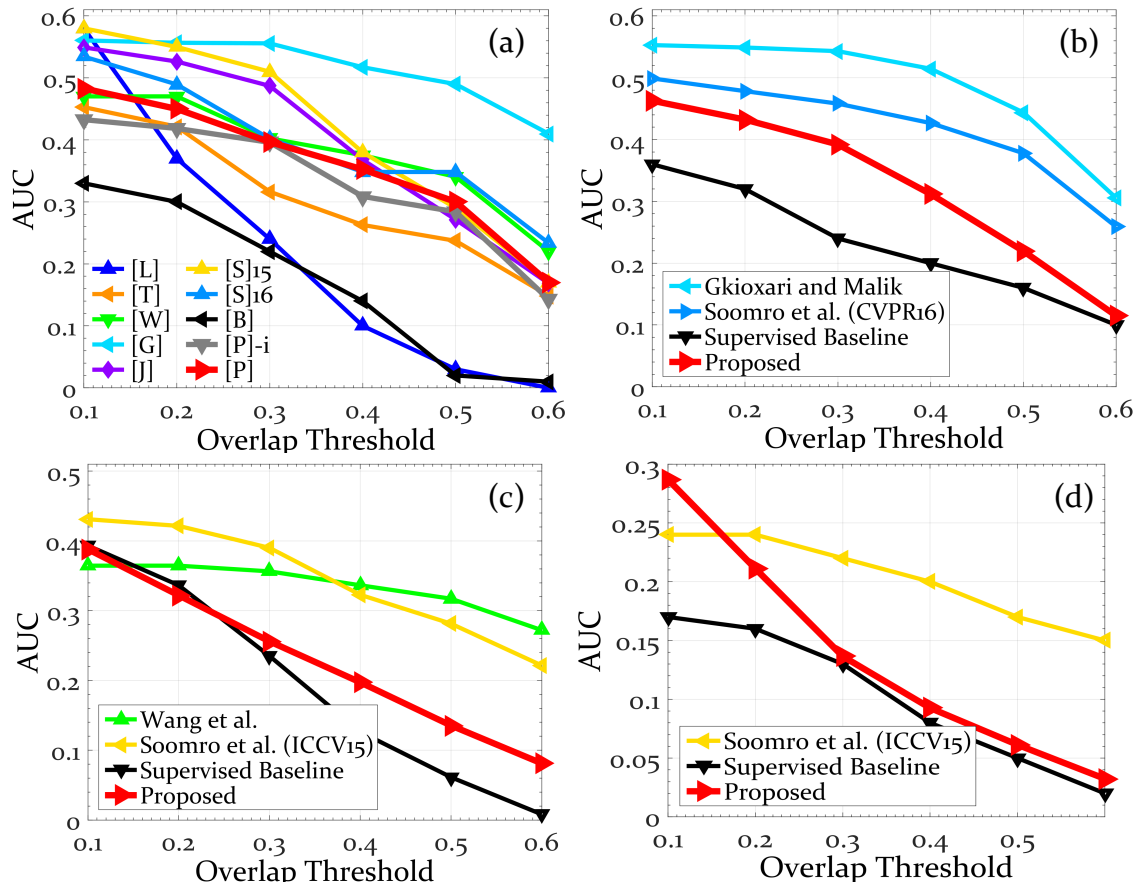 (a)
AUC
0.6
0.5
0.4
0.3
0.2
0.1
0
[L]
[T]
[W]
[G]
[J]
[S]15
[S]16
[B]
[P]-i
[P]
0.1 0.2 0.3 0.4 0.5 0.6
Overlap Threshold
(b)
AUC
0.6
0.5
0.4
0.3
0.2
0.1
0
Gkioxari and Malik
Soomro et al. (CVPR16)
Supervised Baseline
Proposed
0.1 0.2 0.3 0.4 0.5 0.6
Overlap Threshold
(c)
AUC
0.5
0.4
0.3
0.2
0.1
0
Wang et al.
Soomro et al. (ICCV15)
Supervised Baseline
Proposed
0.1 0.2 0.3 0.4 0.5 0.6
Overlap Threshold
(d)
AUC
0.3
0.25
0.2
0.15
0.1
0.05
0
Soomro et al. (ICCV15)
Supervised Baseline
Proposed
0.1 0.2 0.3 0.4 0.5
Overlap Threshold